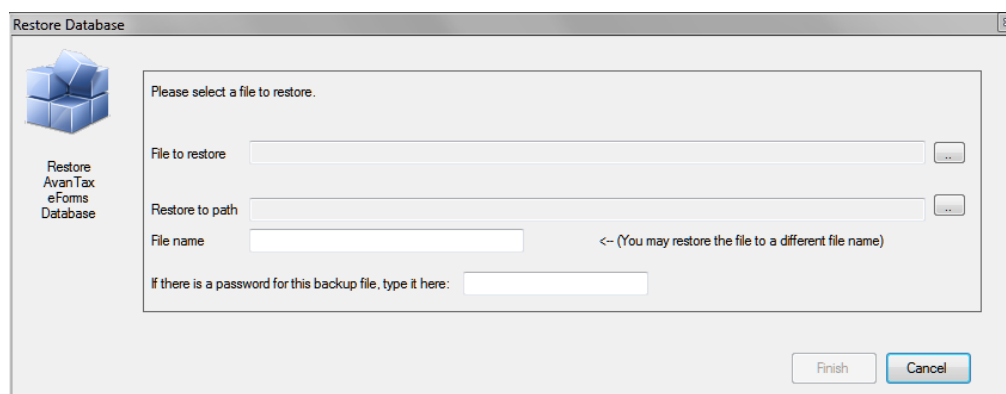 Restore Database
Please select a file to restore.
File to restore
..
Restore
AvanTax
eForms
Database
Restore to path
..
File name
<-- (You may restore the file to a different file name)
If there is a password for this backup file, type it here:
Finish
Cancel